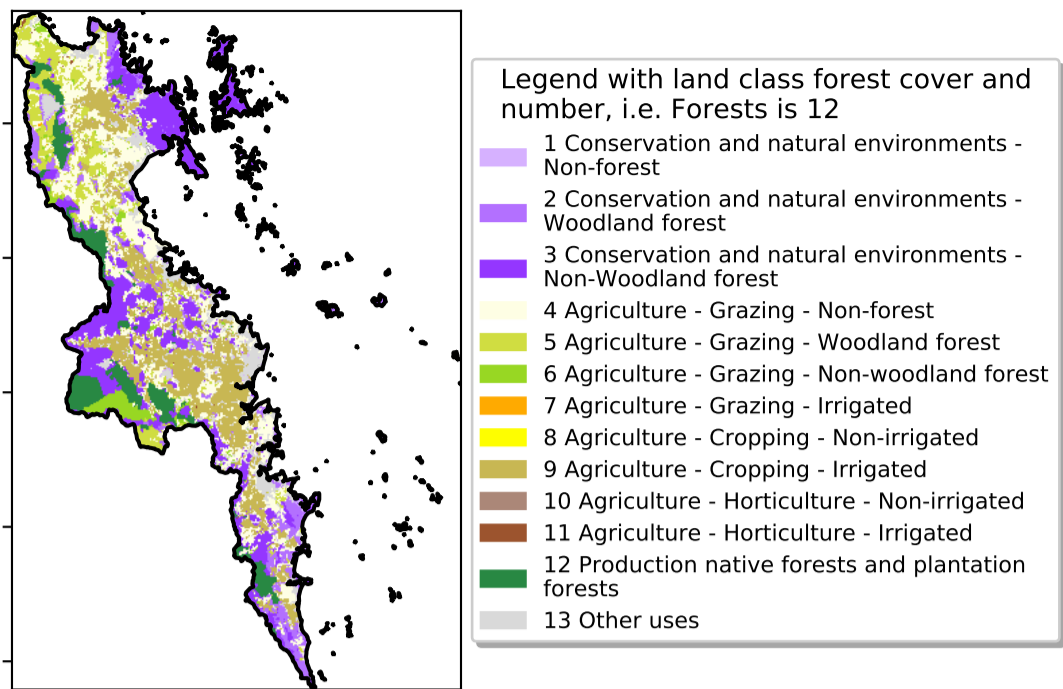 Legend with land class forest cover and
number, i.e. Forests is 12
1 Conservation and natural environments -
Non-forest
2 Conservation and natural environments -
Woodland forest
3 Conservation and natural environments -
Non-Woodland forest
4 Agriculture - Grazing - Non-forest
5 Agriculture - Grazing - Woodland forest
6 Agriculture - Grazing - Non-woodland forest
7 Agriculture - Grazing - Irrigated
8 Agriculture - Cropping - Non-irrigated
9 Agriculture - Cropping - Irrigated
10 Agriculture - Horticulture - Non-irrigated
11 Agriculture - Horticulture - Irrigated
12 Production native forests and plantation
forests
13 Other uses